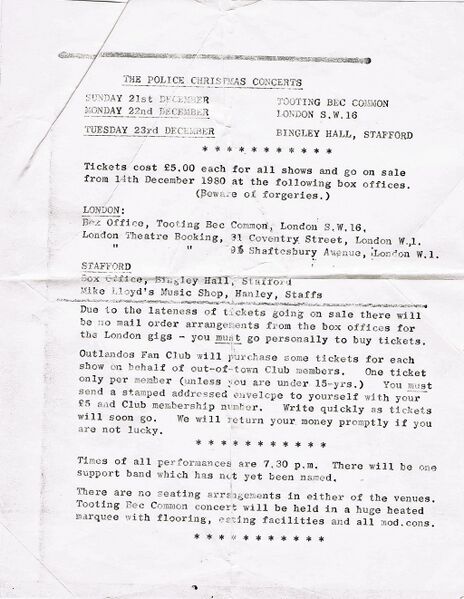 THE POLICE CHRISTMAS CONCERTS
SUNDAY 21st DECEMBER TOOTING BEC COMMON
MONDAY 22nd DECEMBER LONDON S.W.16
TUESDAY 23rd DECEMBER BINGLEY HALL, STAFFORD
* * * * * * * * * * *
Tickets cost £5.00 each for all shows and go on sale
from 14th December 1980 at the following box offices.
(Beware of forgeries.)
LONDON:
Box Office, Tooting Bec Common, London S.W.16,
London Theatre Booking, 31 Coventry Street, London W.1.
" " Shaftesbury Avenue, London W.1.
STAFFORD
Box Office, Bingley Hall, Stafford
Mike Lloyd's Music Shop, Hanley, Staffs
Due to the lateness of tickets going on sale there will
be no mail order arrangements from the box offices for
the London gigs - you must go personally to buy tickets.
Outlandos Fan Club will purchase some tickets for each
show on behalf of out-of-town Club members. One ticket
only per member (unless you are under 15-yrs.) You must
send a stamped addressed envelope to yourself with your
£5 and Club membership number. Write quickly as tickets
will soon go. We will return your money promptly if you
are not lucky.
* * * * * * * * * * *
Times of all performances are 7.30 p.m. There will be one
support band which has not yet been named.
There are no seating arrangements in either of the venues.
Tooting Bec Common concert will be held in a huge heated
marquee with flooring, eating facilities and all mod.cons.
* * * * * * * * * * *